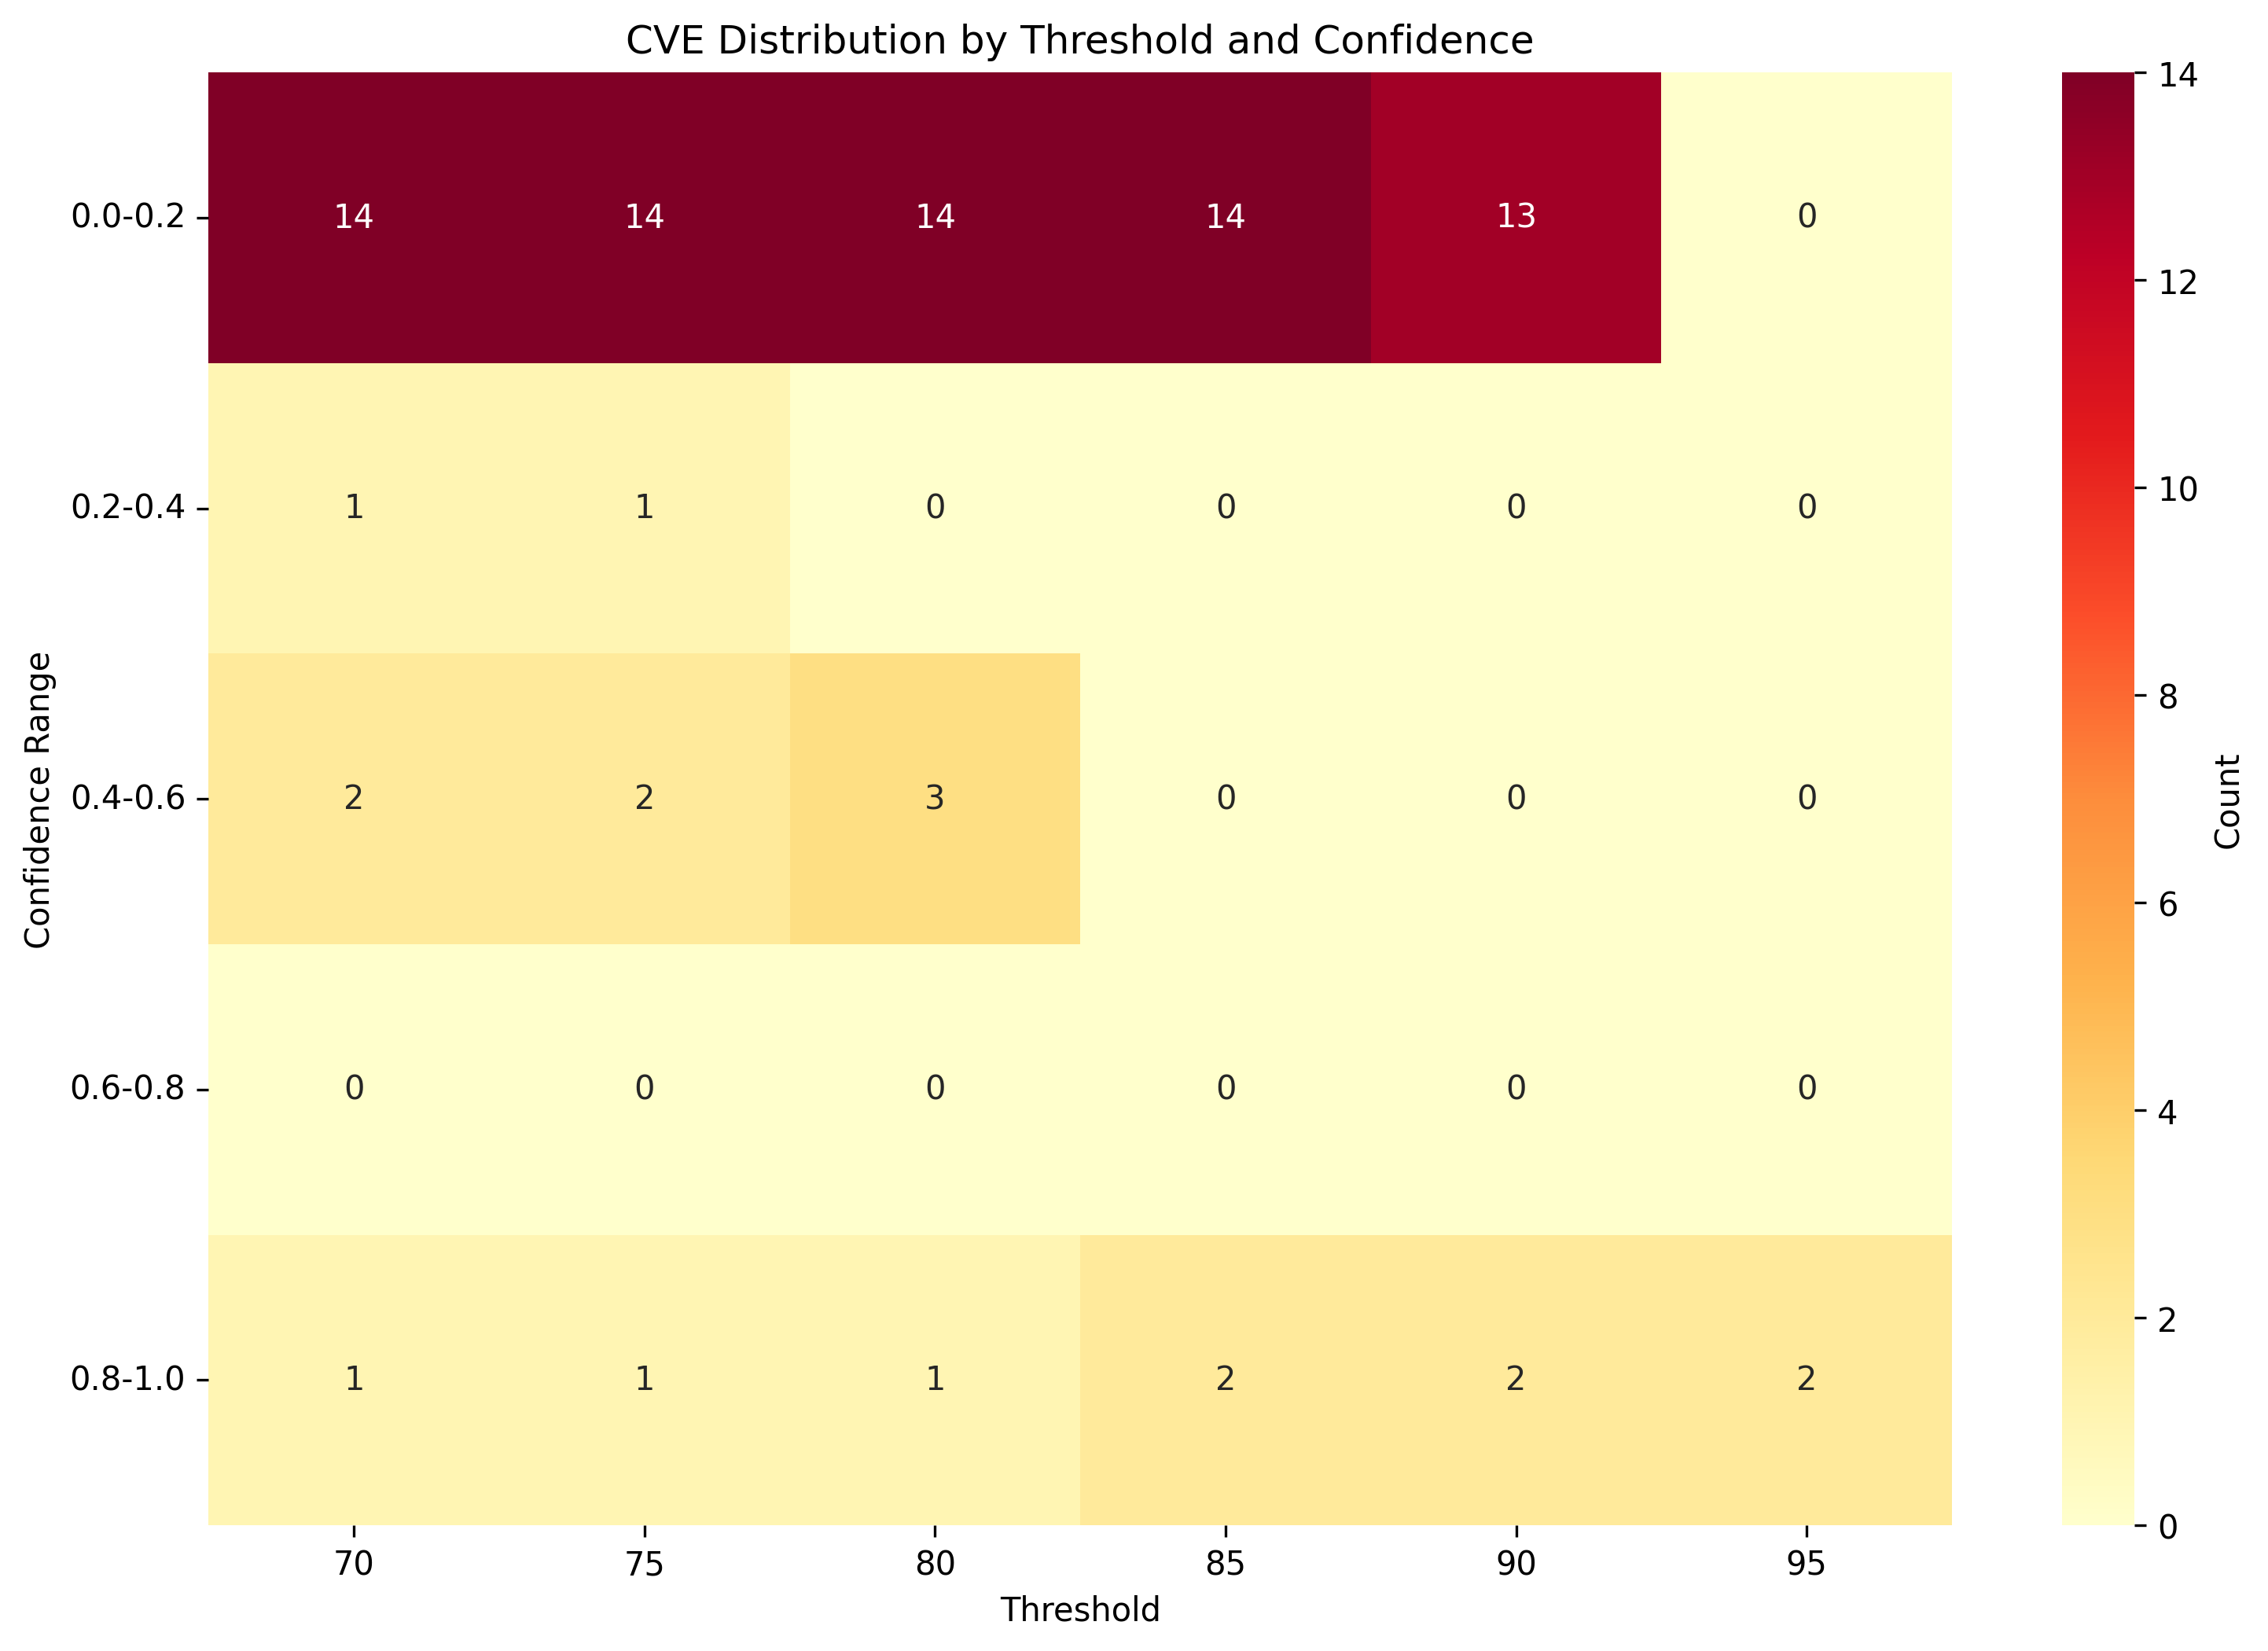 CVE Distribution by Threshold and Confidence
Confidence Range
0.0-0.2 14 14 14 14 13 0
0.2-0.4 1 1 0 0 0 0
0.4-0.6 2 2 3 0 0 0
0.6-0.8 0 0 0 0 0 0
0.8-1.0 1 1 1 2 2 2
70 75 80 85 90 95
Threshold
14
12
10
8
6
4
2
0
Count